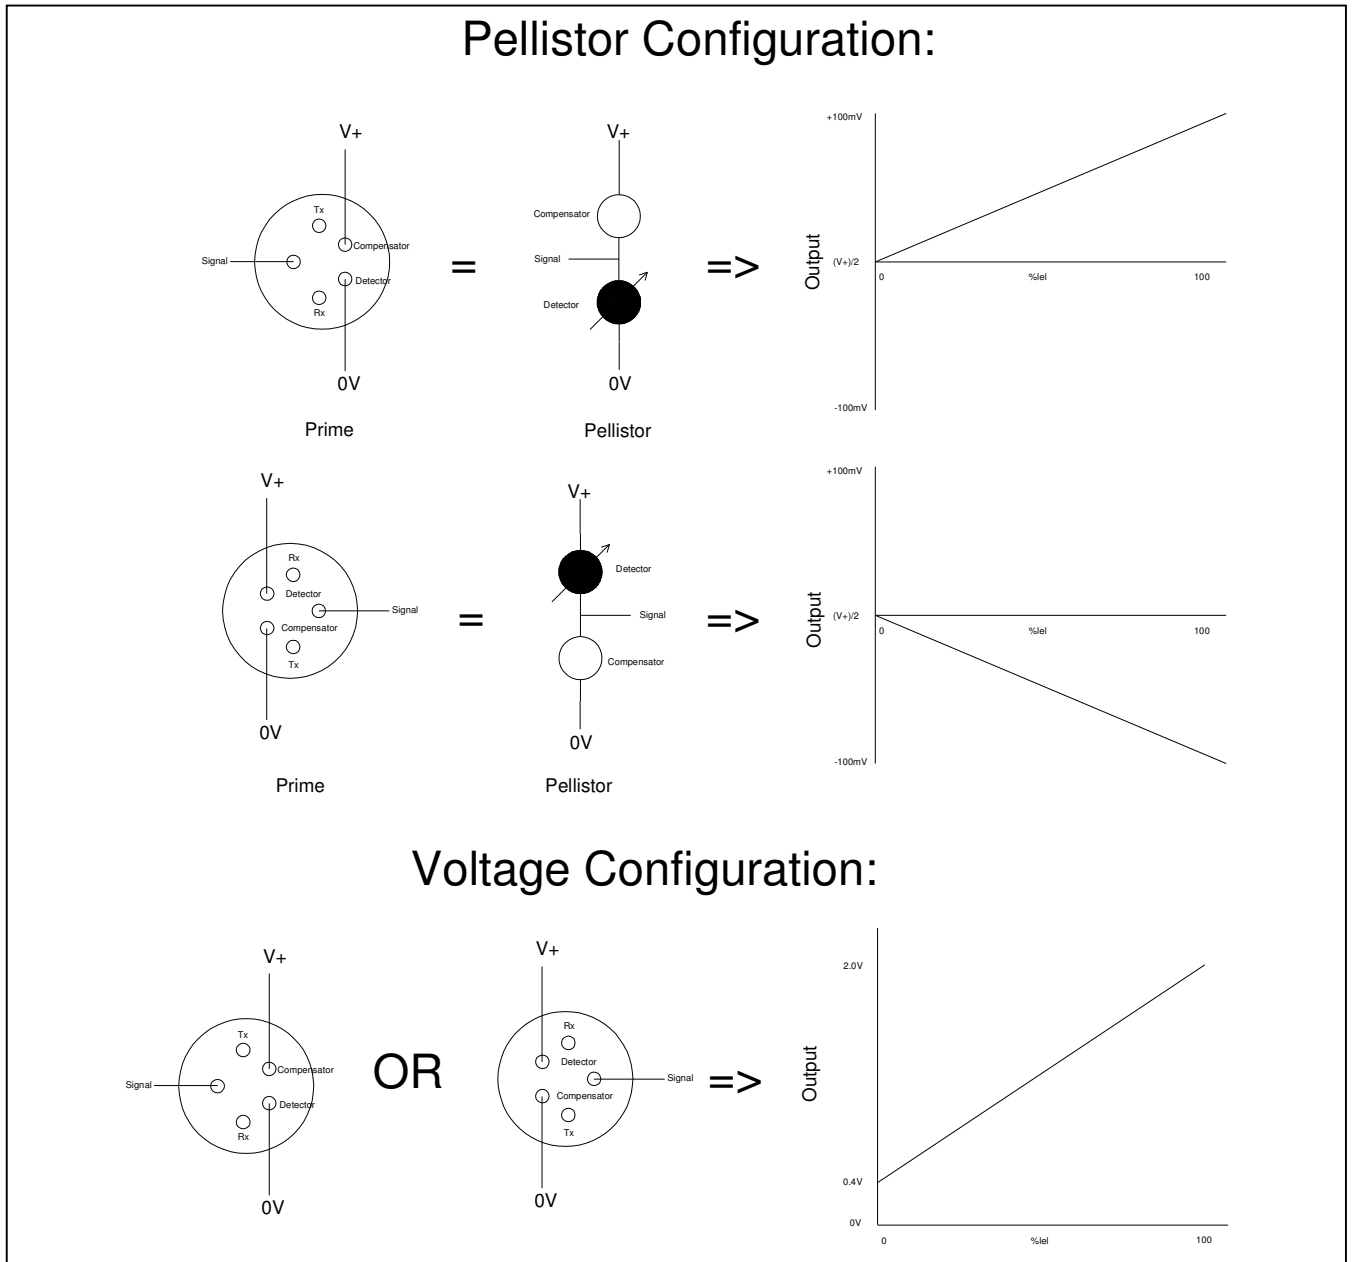 Pellistor Configuration:
V+
Tx
Compensator
Signal
Detector
Rx
0V
Prime
=
V+
Compensator
Signal
Detector
0V
Pellistor
=>
+100mV
Output
(V+)/2
0
%lel
100
-100mV
V+
Rx
Detector
Signal
Compensator
Tx
0V
Prime
=
V+
Detector
Signal
Compensator
0V
Pellistor
=>
+100mV
Output
(V+)/2
0
%lel
100
-100mV
Voltage Configuration:
V+
Tx
Compensator
Signal
Detector
Rx
0V
OR
V+
Rx
Detector
Signal
Compensator
Tx
0V
=>
2.0V
Output
0.4V
0V
0
%lel
100